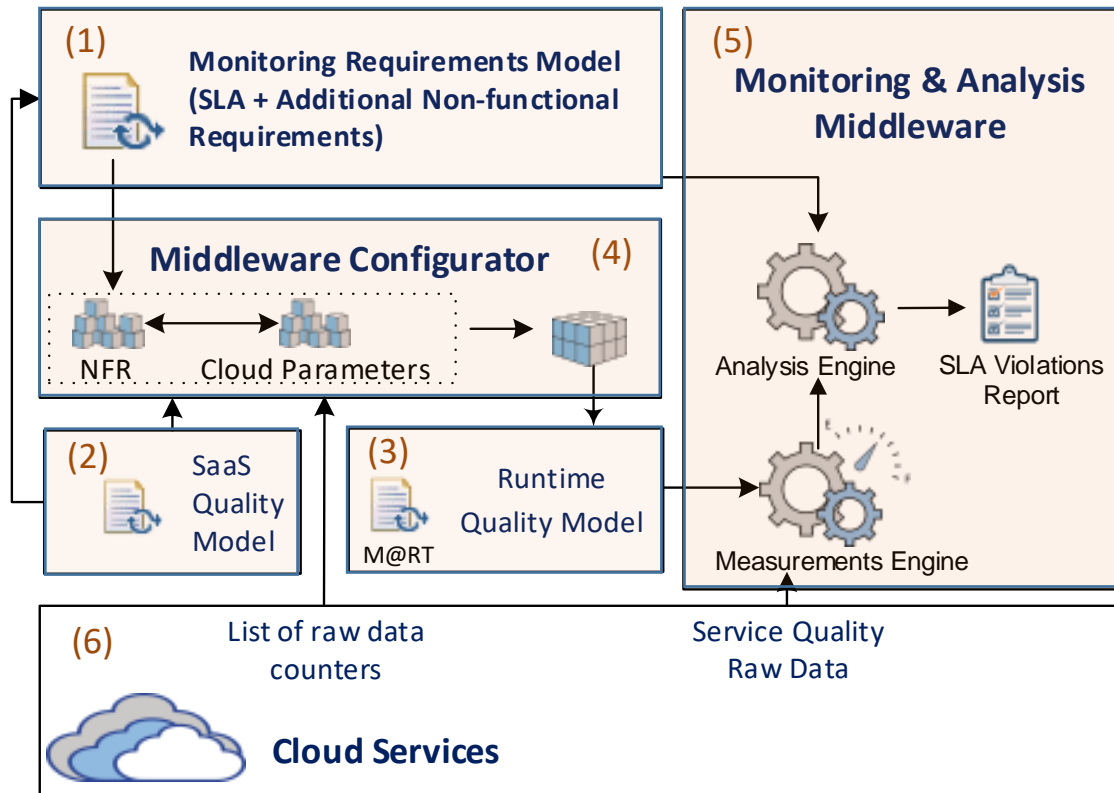 (1)
Monitoring Requirements Model
(SLA + Additional Non-functional
Requirements)
(5)
Monitoring & Analysis
Middleware
Middleware Configurator
(4)
NFR
Cloud Parameters
Analysis Engine
SLA Violations
Report
(2)
SaaS
Quality
Model
(3)
Runtime
Quality Model
M@RT
E
F
Measurements Engine
(6)
List of raw data
counters
Service Quality
Raw Data
Cloud Services